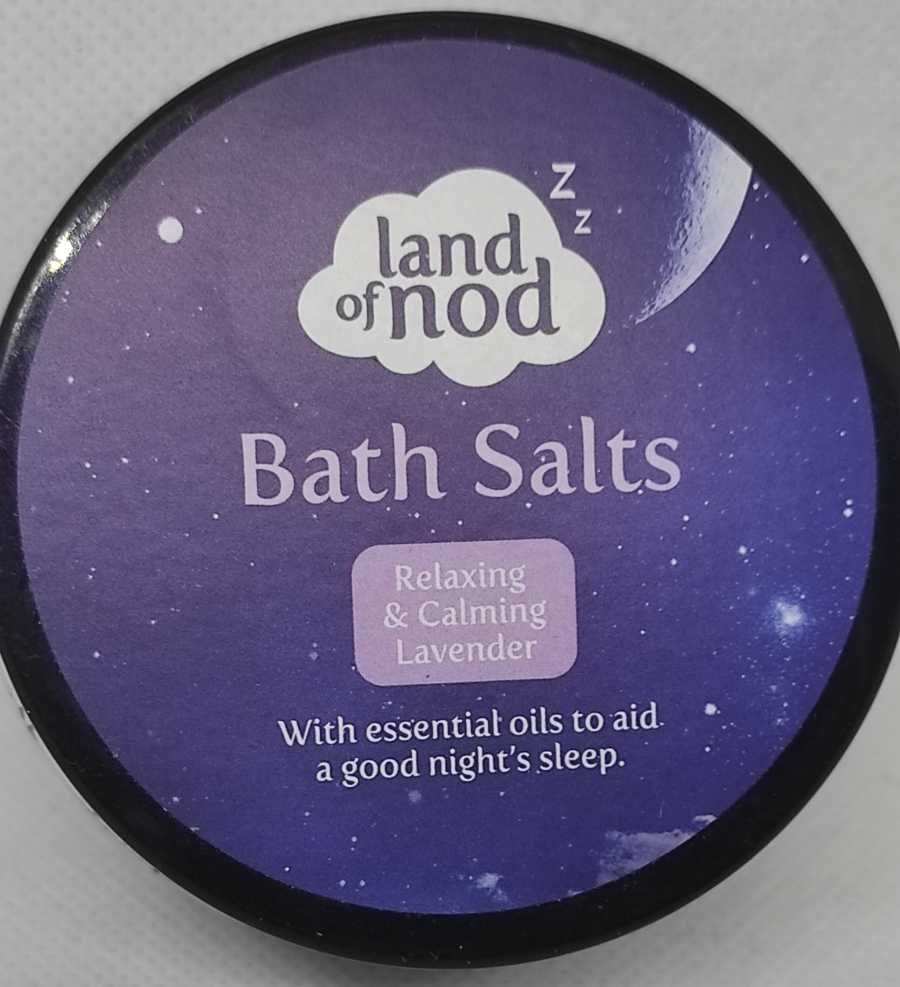 Z
z
land
of nod
Bath Salts
Relaxing
& Calming
Lavender
With essential oils to aid
a good night's sleep.